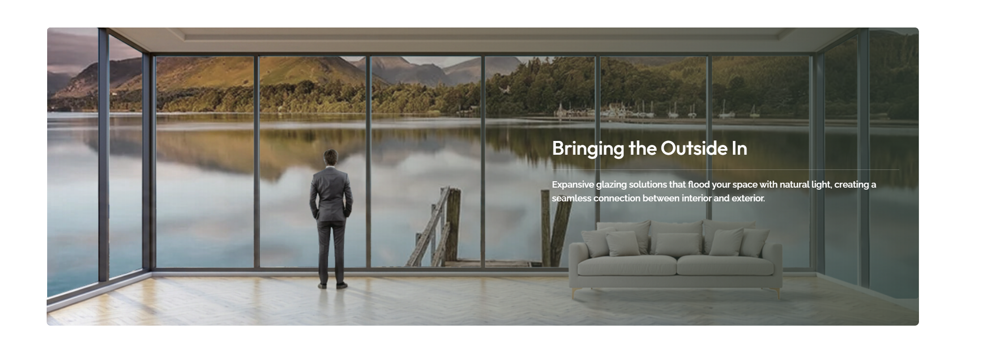 Bringing the Outside In
Expansive glazing solutions that flood your space with natural light, creating a
seamless connection between interior and exterior.